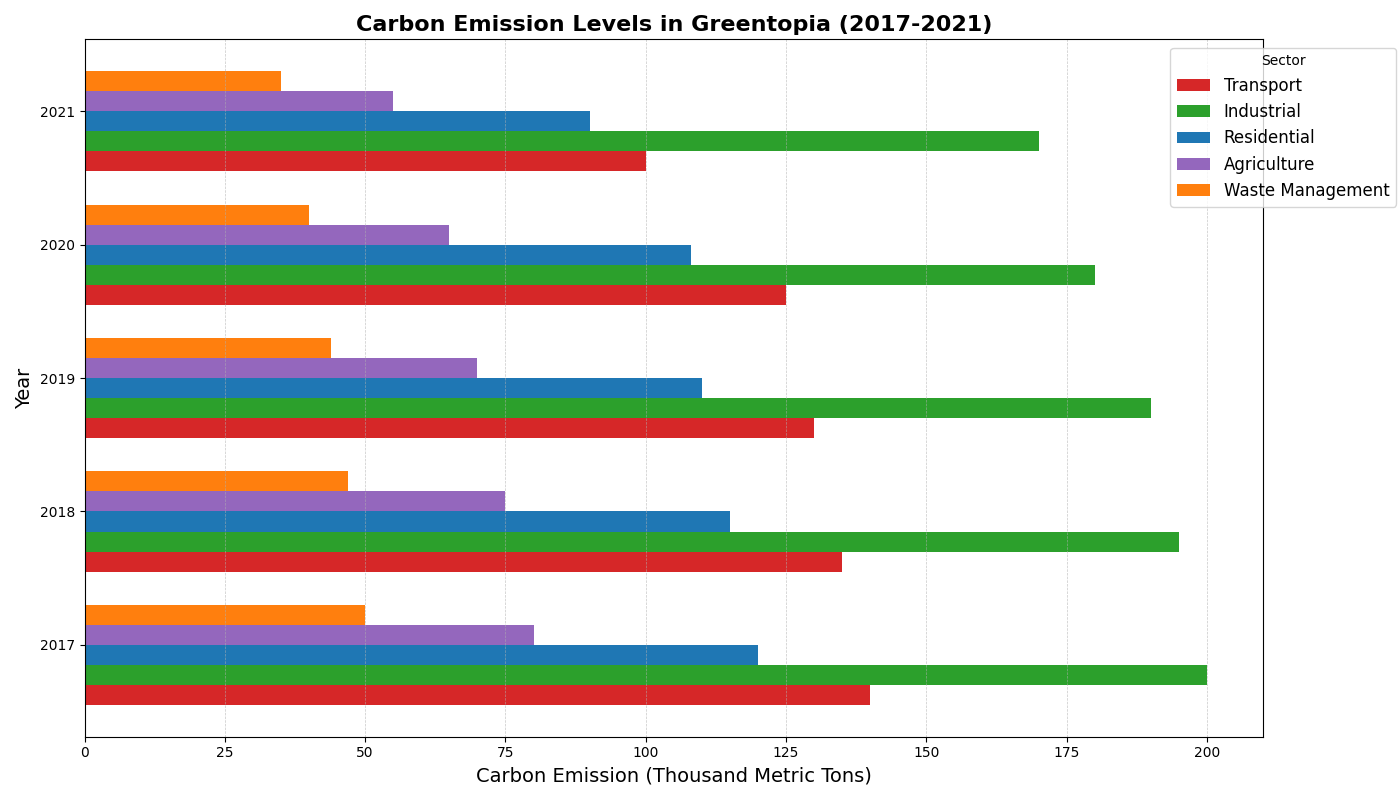 Carbon Emission Levels in Greentopia (2017-2021)
Sector
Transport
Industrial
Residential
Agriculture
Waste Management
Year
2021
2020
2019
2018
2017
0 25 50 75 100 125 150 175 200
Carbon Emission (Thousand Metric Tons)